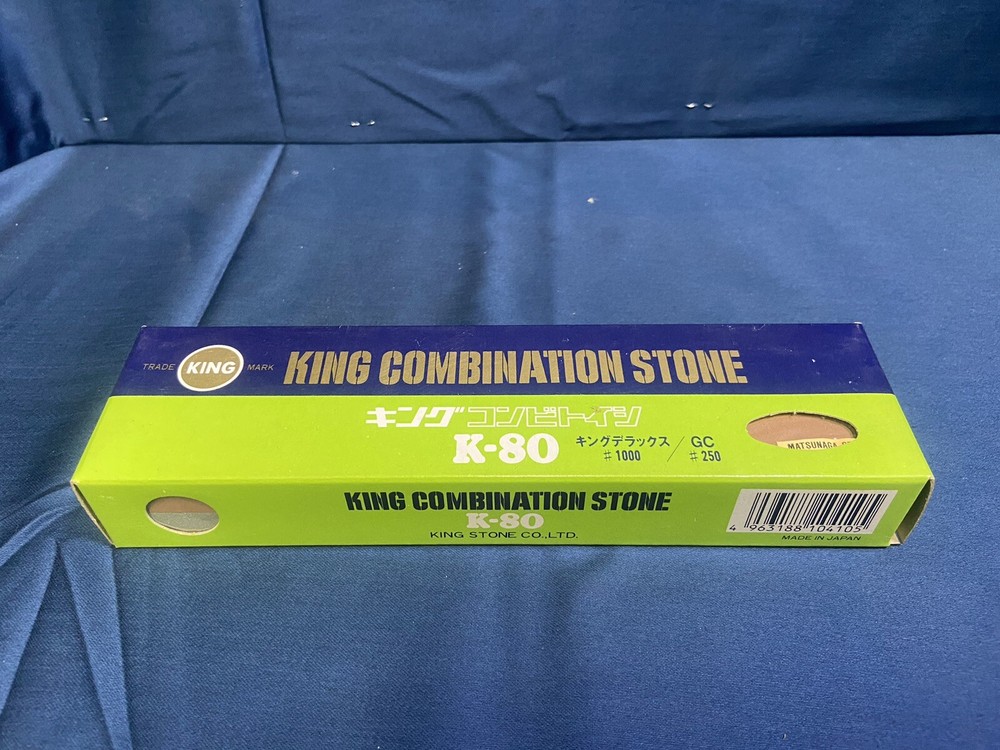 TRADE KING MARK KING COMBINATION STONE
キング コンビトイシ
K-80 キングデラックス / GC
#1000 #250
MATSUNAGA
KING COMBINATION STONE
K-80
KING STONE CO.,LTD.
4 963188 104105
MADE IN JAPAN